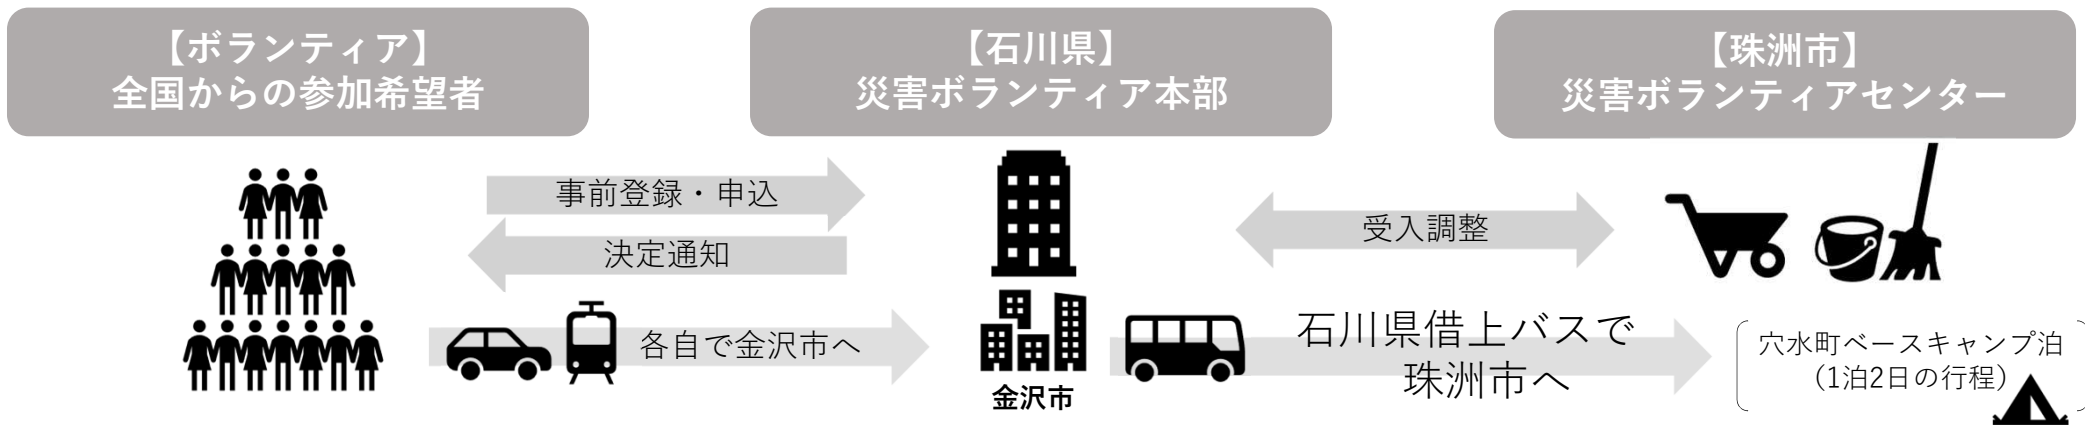 【ボランティア】
全国からの参加希望者
【石川県】
災害ボランティア本部
【珠洲市】
災害ボランティアセンター
事前登録・申込
決定通知
受入調整
各自で金沢市へ
金沢市
石川県借上バスで
珠洲市へ
穴水町ベースキャンプ泊
(1泊2日の行程)